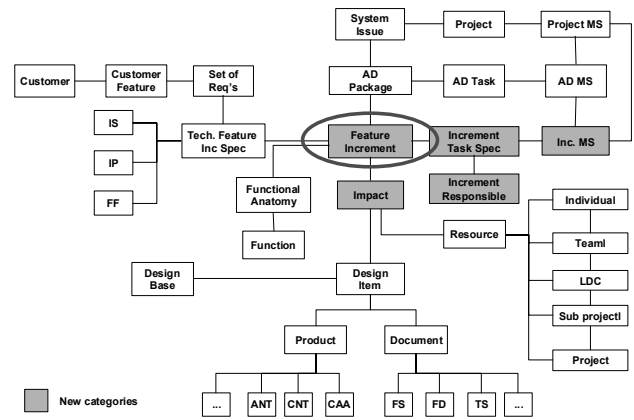 System
Issue
Project
Project MS
Customer
Customer
Feature
Set of
Req's
AD
Package
AD Task
AD MS
IS
IP
FF
Tech. Feature
Inc Spec
Feature
Increment
Increment
Task Spec
Inc. MS
Functional
Anatomy
Impact
Increment
Responsible
Function
Resource
Individual
TeamI
LDC
Sub projectI
Project
Design
Base
Design
Item
Product
Document
...
ANT
CNT
CAA
FS
FD
TS
...
New categories